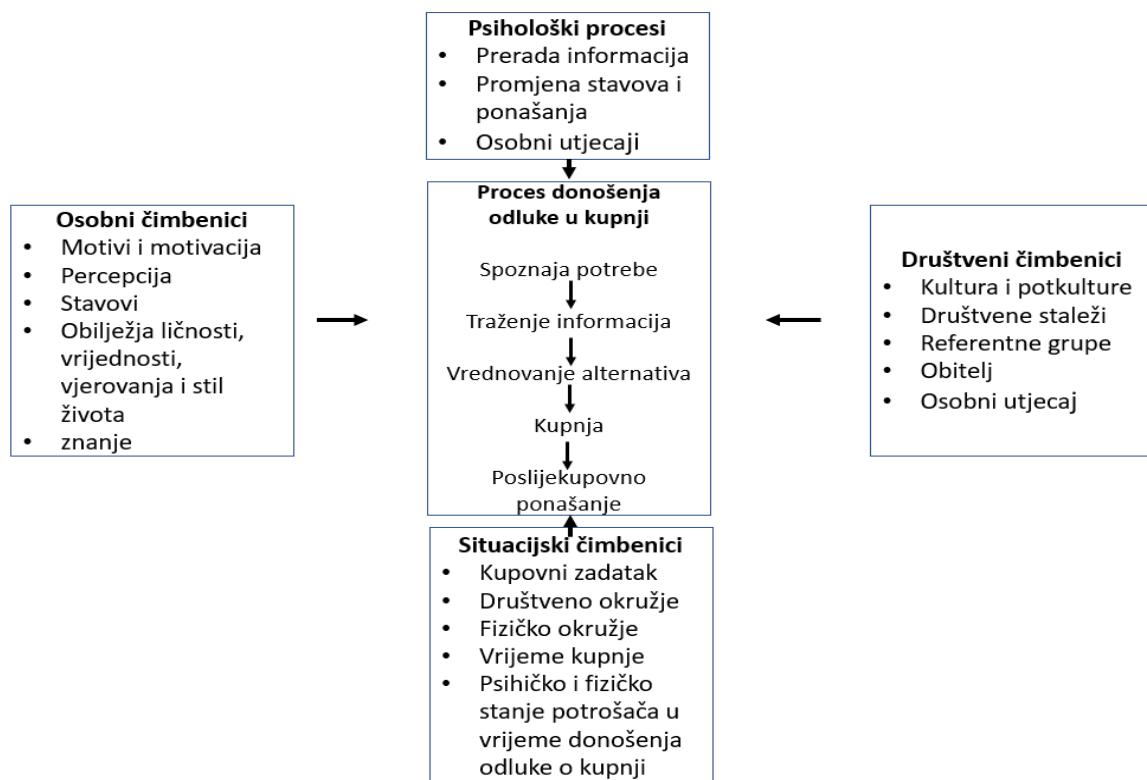 Psihološki procesi
• Prerada informacija
• Promjena stavova i
ponašanja
• Osobni utjecaji
Osobni čimbenici
• Motivi i motivacija
• Percepcija
• Stavovi
• Obilježja ličnosti,
vrijednosti,
vjerovanja i stil
života
• znanje
Proces donošenja
odluke u kupnji
Spoznaja potrebe
Traženje informacija
Vrednovanje alternativa
Kupnja
Poslijekupovno
ponašanje
Društveni čimbenici
• Kultura i potkulture
• Društvene staleži
• Referentne grupe
• Obitelj
• Osobni utjecaj
Situacijski čimbenici
• Kupovni zadatak
• Društveno okružje
• Fizičko okružje
• Vrijeme kupnje
• Psihičko i fizičko
stanje potrošača u
vrijeme donošenja
odluke o kupnji